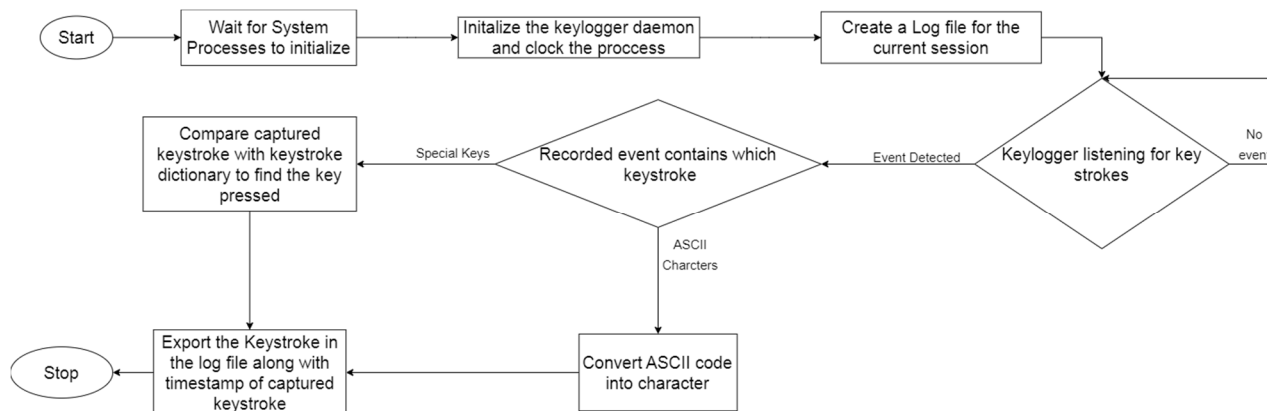 Start
Wait for System
Processes to initialize
Initalize the keylogger daemon
and clock the proccess
Create a Log file for the
current session
Keylogger listening for key
strokes
No
event
Event Detected
Recorded event contains which
keystroke
Special Keys
Compare captured
keystroke with keystroke
dictionary to find the key
pressed
ASCII
Charcters
Convert ASCII code
into character
Export the Keystroke in
the log file along with
timestamp of captured
keystroke
Stop